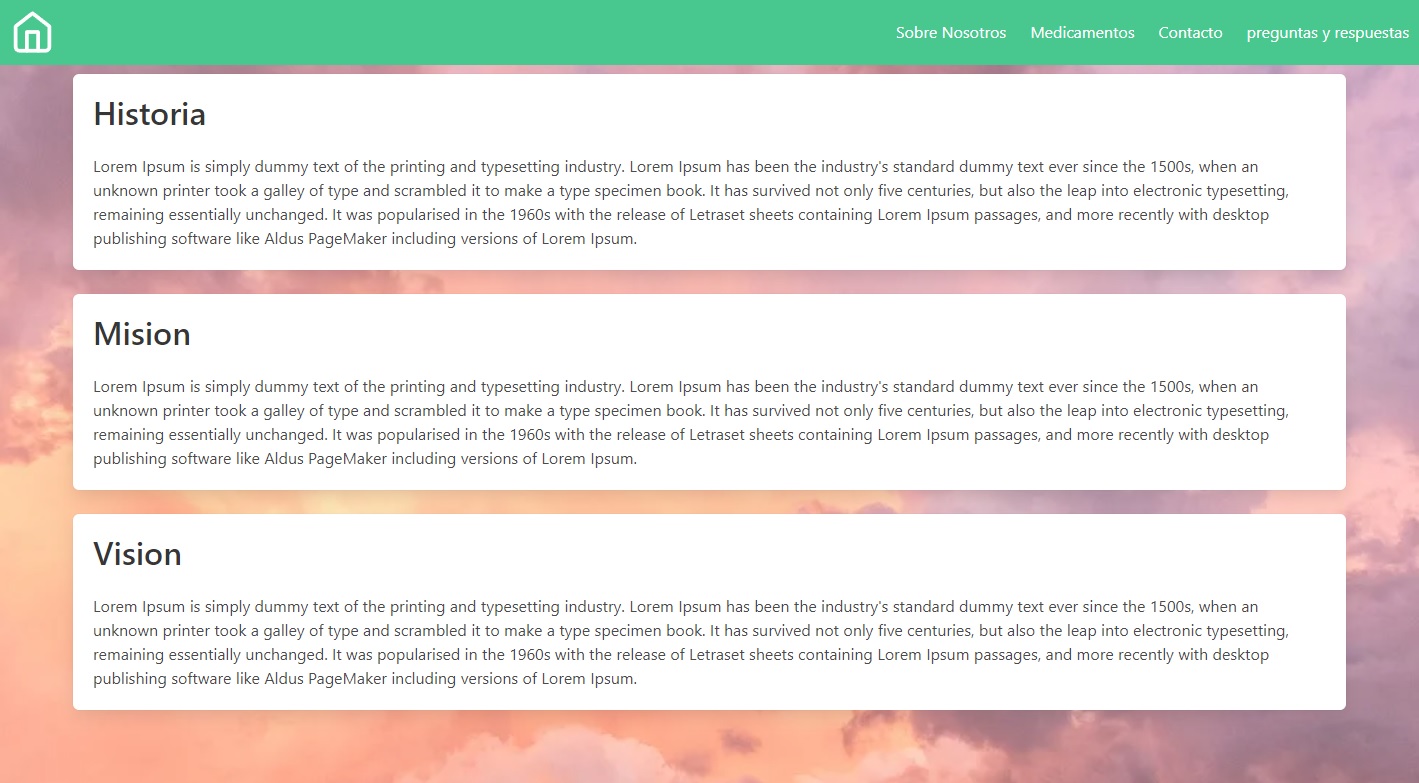 Sobre Nosotros Medicamentos Contacto preguntas y respuestas
Historia
Lorem Ipsum is simply dummy text of the printing and typesetting industry. Lorem Ipsum has been the industry's standard dummy text ever since the 1500s, when an
unknown printer took a galley of type and scrambled it to make a type specimen book. It has survived not only five centuries, but also the leap into electronic typesetting,
remaining essentially unchanged. It was popularised in the 1960s with the release of Letraset sheets containing Lorem Ipsum passages, and more recently with desktop
publishing software like Aldus PageMaker including versions of Lorem Ipsum.
Mision
Lorem Ipsum is simply dummy text of the printing and typesetting industry. Lorem Ipsum has been the industry's standard dummy text ever since the 1500s, when an
unknown printer took a galley of type and scrambled it to make a type specimen book. It has survived not only five centuries, but also the leap into electronic typesetting,
remaining essentially unchanged. It was popularised in the 1960s with the release of Letraset sheets containing Lorem Ipsum passages, and more recently with desktop
publishing software like Aldus PageMaker including versions of Lorem Ipsum.
Vision
Lorem Ipsum is simply dummy text of the printing and typesetting industry. Lorem Ipsum has been the industry's standard dummy text ever since the 1500s, when an
unknown printer took a galley of type and scrambled it to make a type specimen book. It has survived not only five centuries, but also the leap into electronic typesetting,
remaining essentially unchanged. It was popularised in the 1960s with the release of Letraset sheets containing Lorem Ipsum passages, and more recently with desktop
publishing software like Aldus PageMaker including versions of Lorem Ipsum.